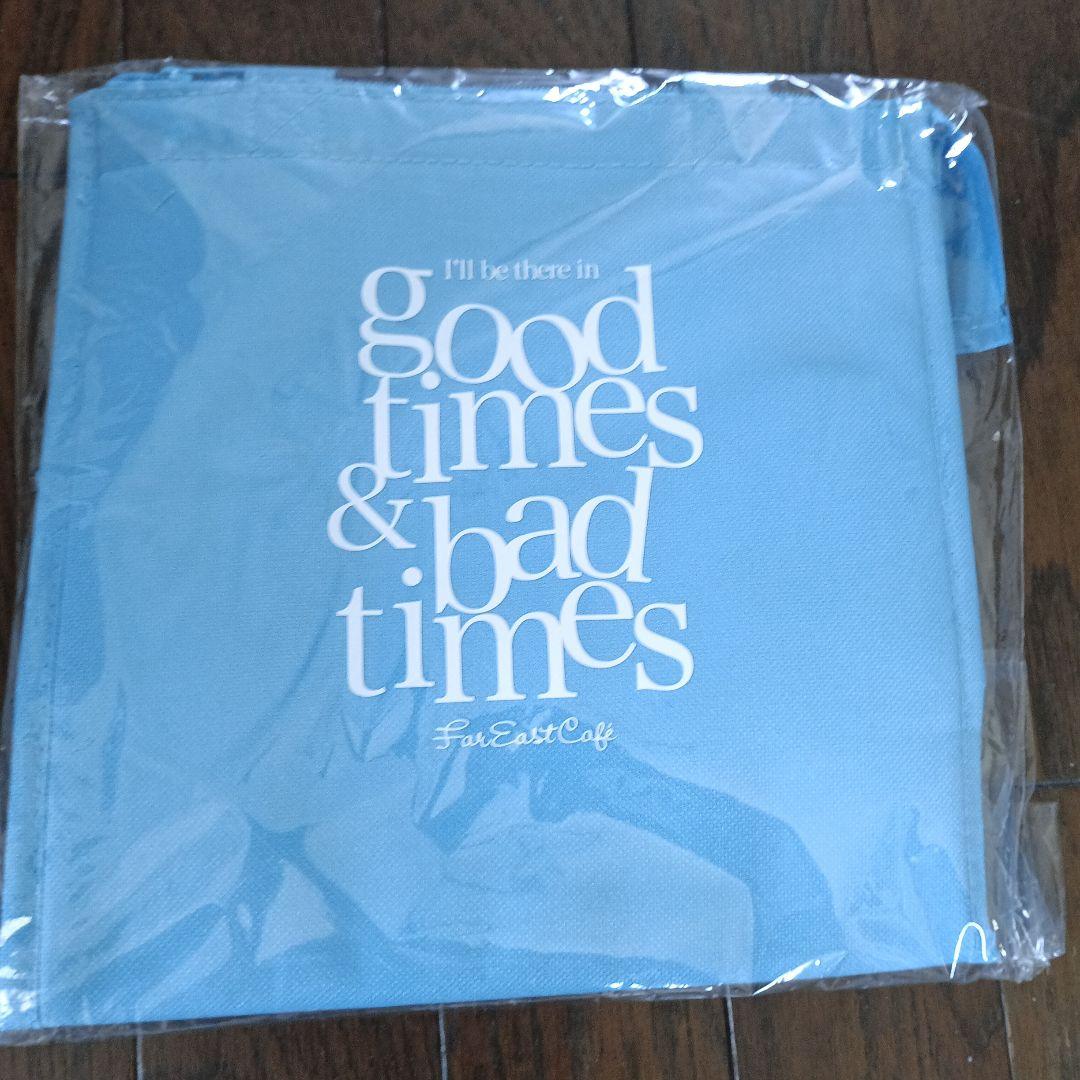 I'll be there in
good
times
& bad
times
FarEastCafé